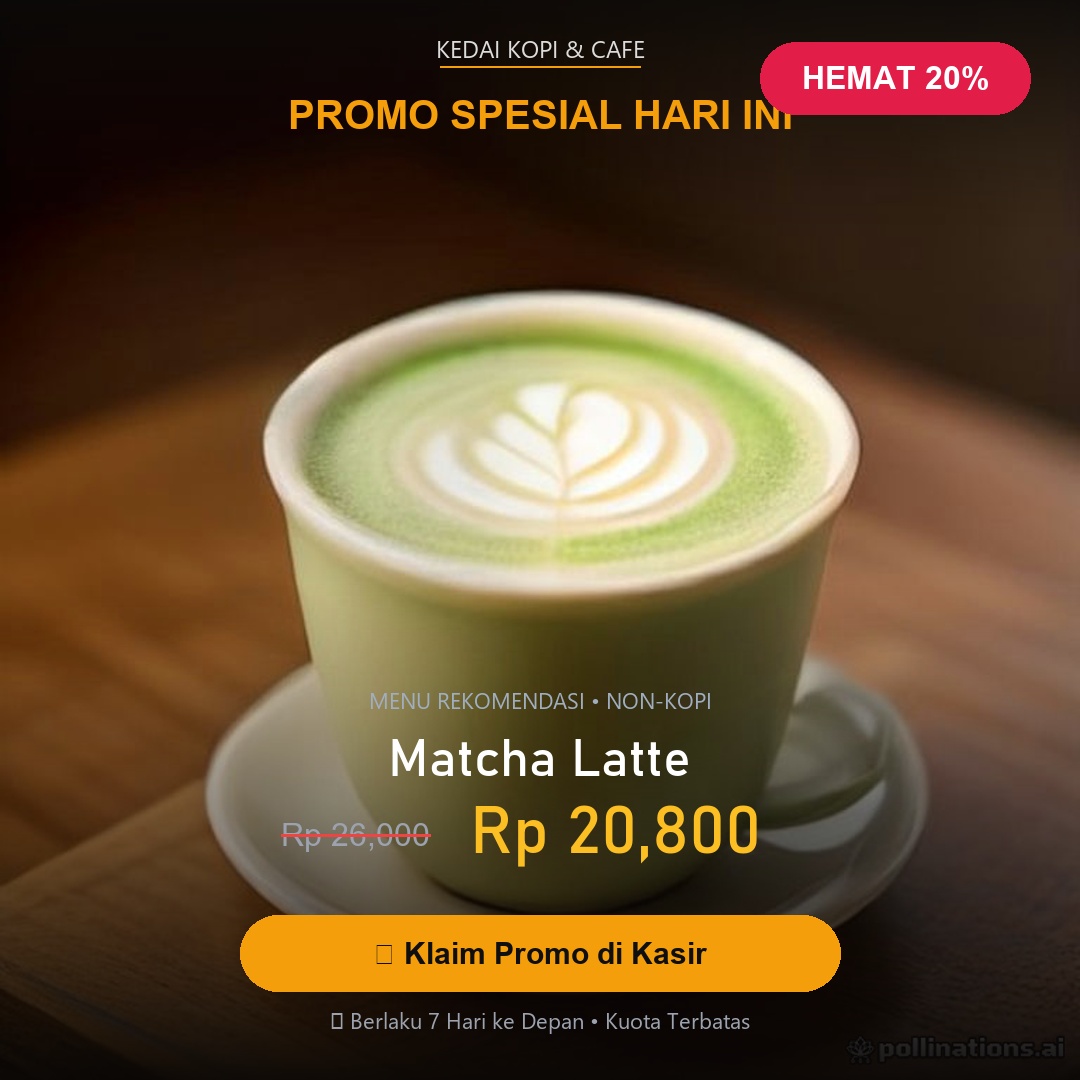 KEDAI KOPI & CAFE
HEMAT 20%
PROMO SPESIAL HARI INI
MENU REKOMENDASI • NON-KOPI
Matcha Latte
Rp 26,000 Rp 20,800
Klaim Promo di Kasir
Berlaku 7 Hari ke Depan • Kuota Terbatas
pollinations.ai